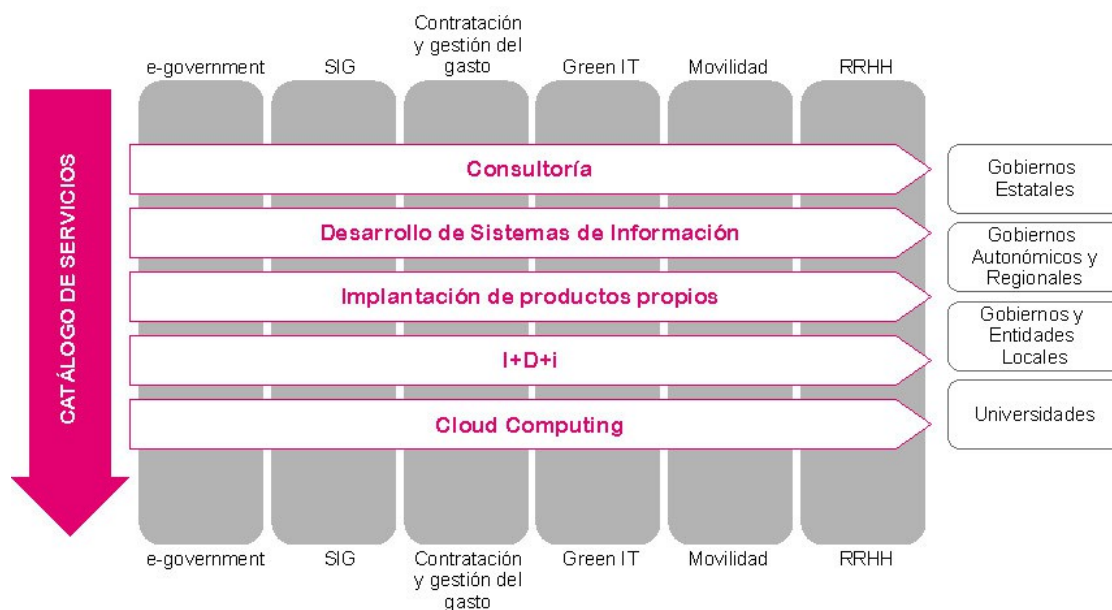 Contratación
y gestión del
gasto
e-government
SIG
Green IT
Movilidad
RRHH
CATÁLOGO DE SERVICIOS
Consultoría
Desarrollo de Sistemas de Información
Implantación de productos propios
I+D+i
Cloud Computing
Gobiernos
Estatales
Gobiernos
Autonómicos y
Regionales
Gobiernos y
Entidades
Locales
Universidades
e-government
SIG
Contratación
y gestión del
gasto
Green IT
Movilidad
RRHH